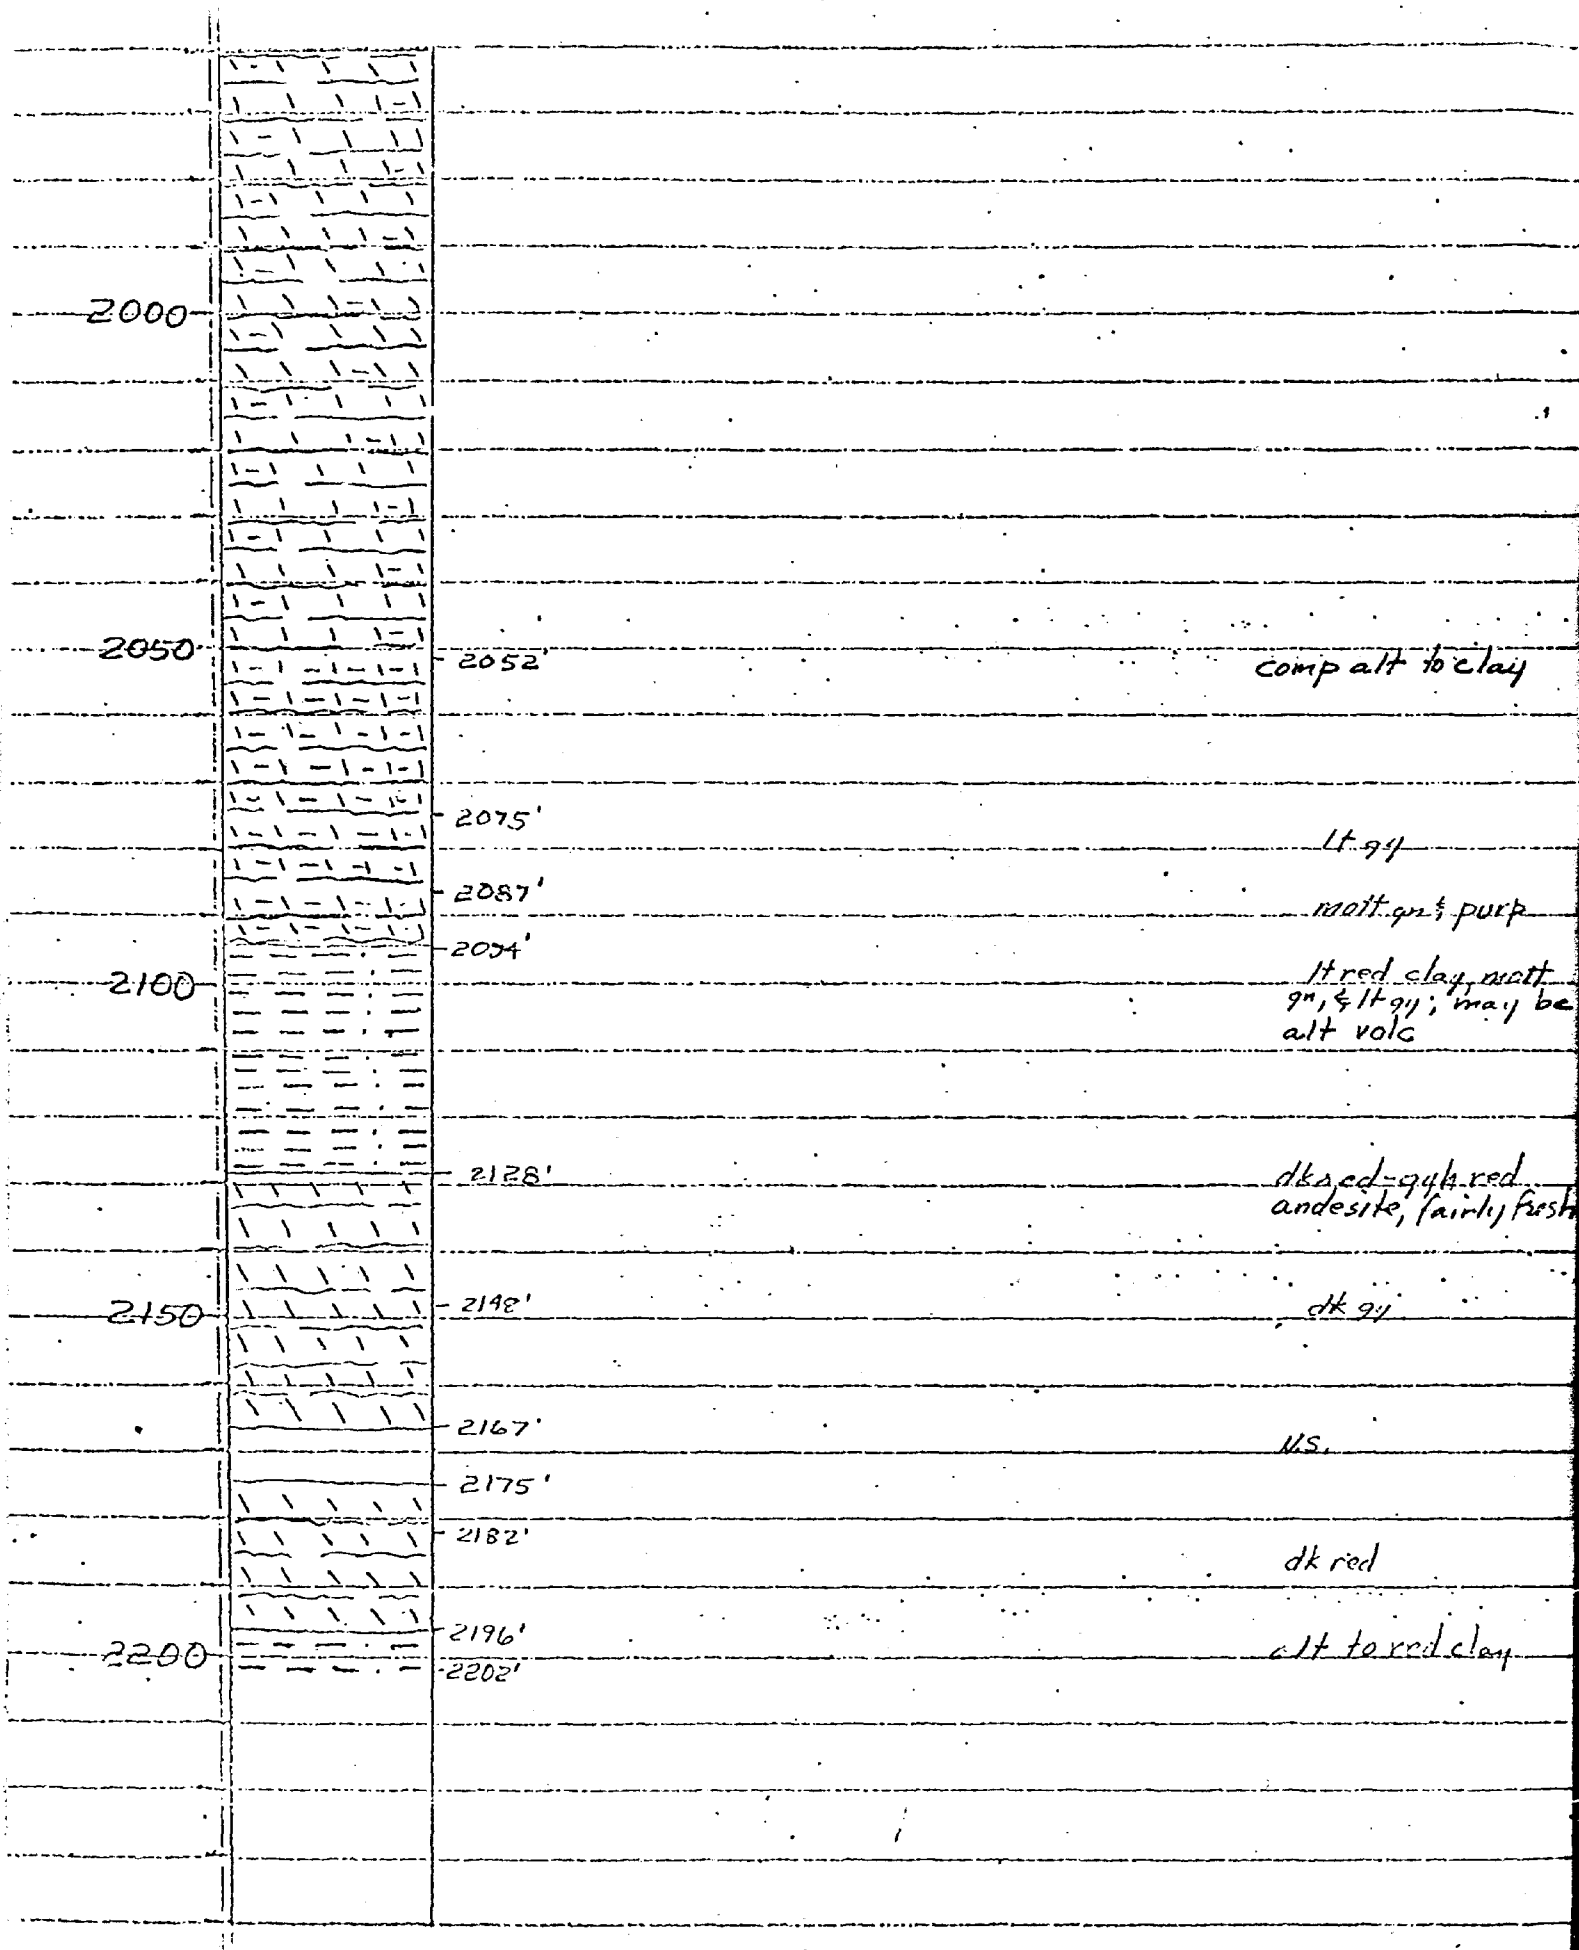 2000
2050
2052' comp alt to clay
2075'
lt gy
2087'
mott gn & purp
2094'
2100
lt red clay, mott
gn, & lt gy; may be
alt volc
2128'
dk red-gyh red
andesite, fairly fresh
2150
2148' dk gy
2167'
N.S.
2175'
2182'
dk red
2196'
2200
alt to red clay
2202'